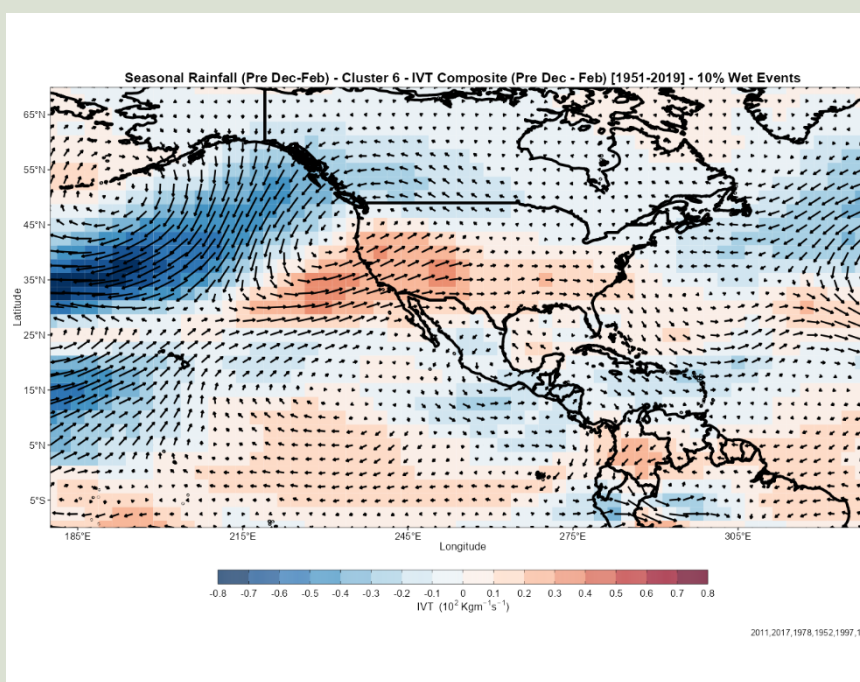 Seasonal Rainfall (Pre Dec-Feb) - Cluster 6 - IVT Composite (Pre Dec - Feb) [1951-2019] - 10% Wet Events
65°N
55°N
45°N
35°N
25°N
15°N
5°N
5°S
Latitude
185°E 215°E 245°E 275°E 305°E
Longitude
-0.8 -0.7 -0.6 -0.5 -0.4 -0.3 -0.2 -0.1 0 0.1 0.2 0.3 0.4 0.5 0.6 0.7 0.8
IVT (10² Kgm⁻¹s⁻¹)
2011,2017,1978,1952,1997,1